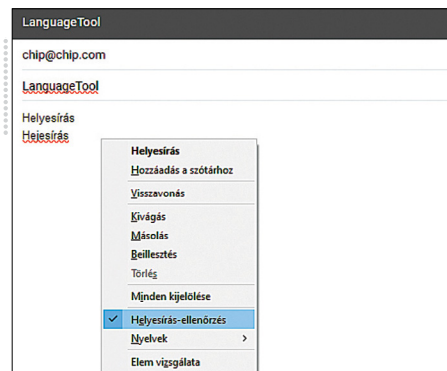 LanguageTool
chip@chip.com
LanguageTool
Helyesírás
Hejesírás
Helyesírás
Hozzáadás a szótárhoz
Visszavonás
Kivágás
Másolás
Beillesztés
Törlés
Minden kijelölése
Helyesírás-ellenőrzés
Nyelvek
Elem vizsgálata